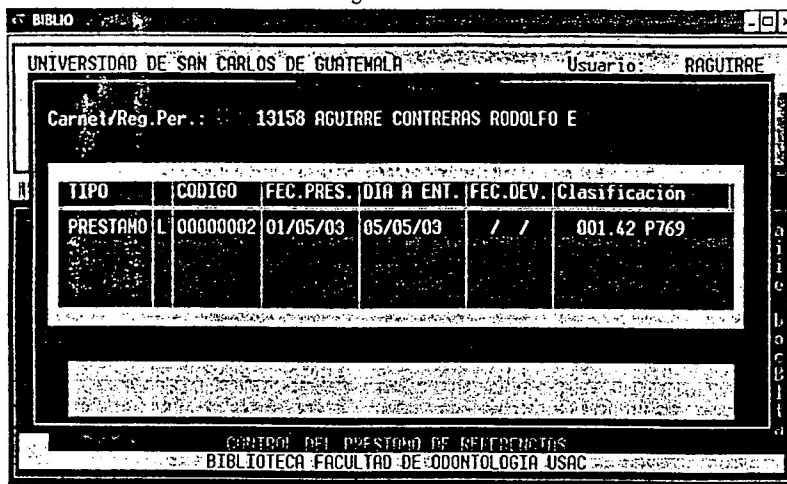 BIBLIO
UNIVERSIDAD DE SAN CARLOS DE GUATEMALA Usuario: RAGUIRRE
Carnet/Reg.Per.: 13158 AGUIRRE CONTRERAS RODOLFO E
TIPO CODIGO FEC.PRES. DIA A ENT. FEC.DEV. Clasificación
PRESTAMO L 00000002 01/05/03 05/05/03 / / 001.42 P769
CONTROL DEL PRESTAMO DE REFERENCIAS
BIBLIOTECA FACULTAD DE ODONTOLOGIA USAC